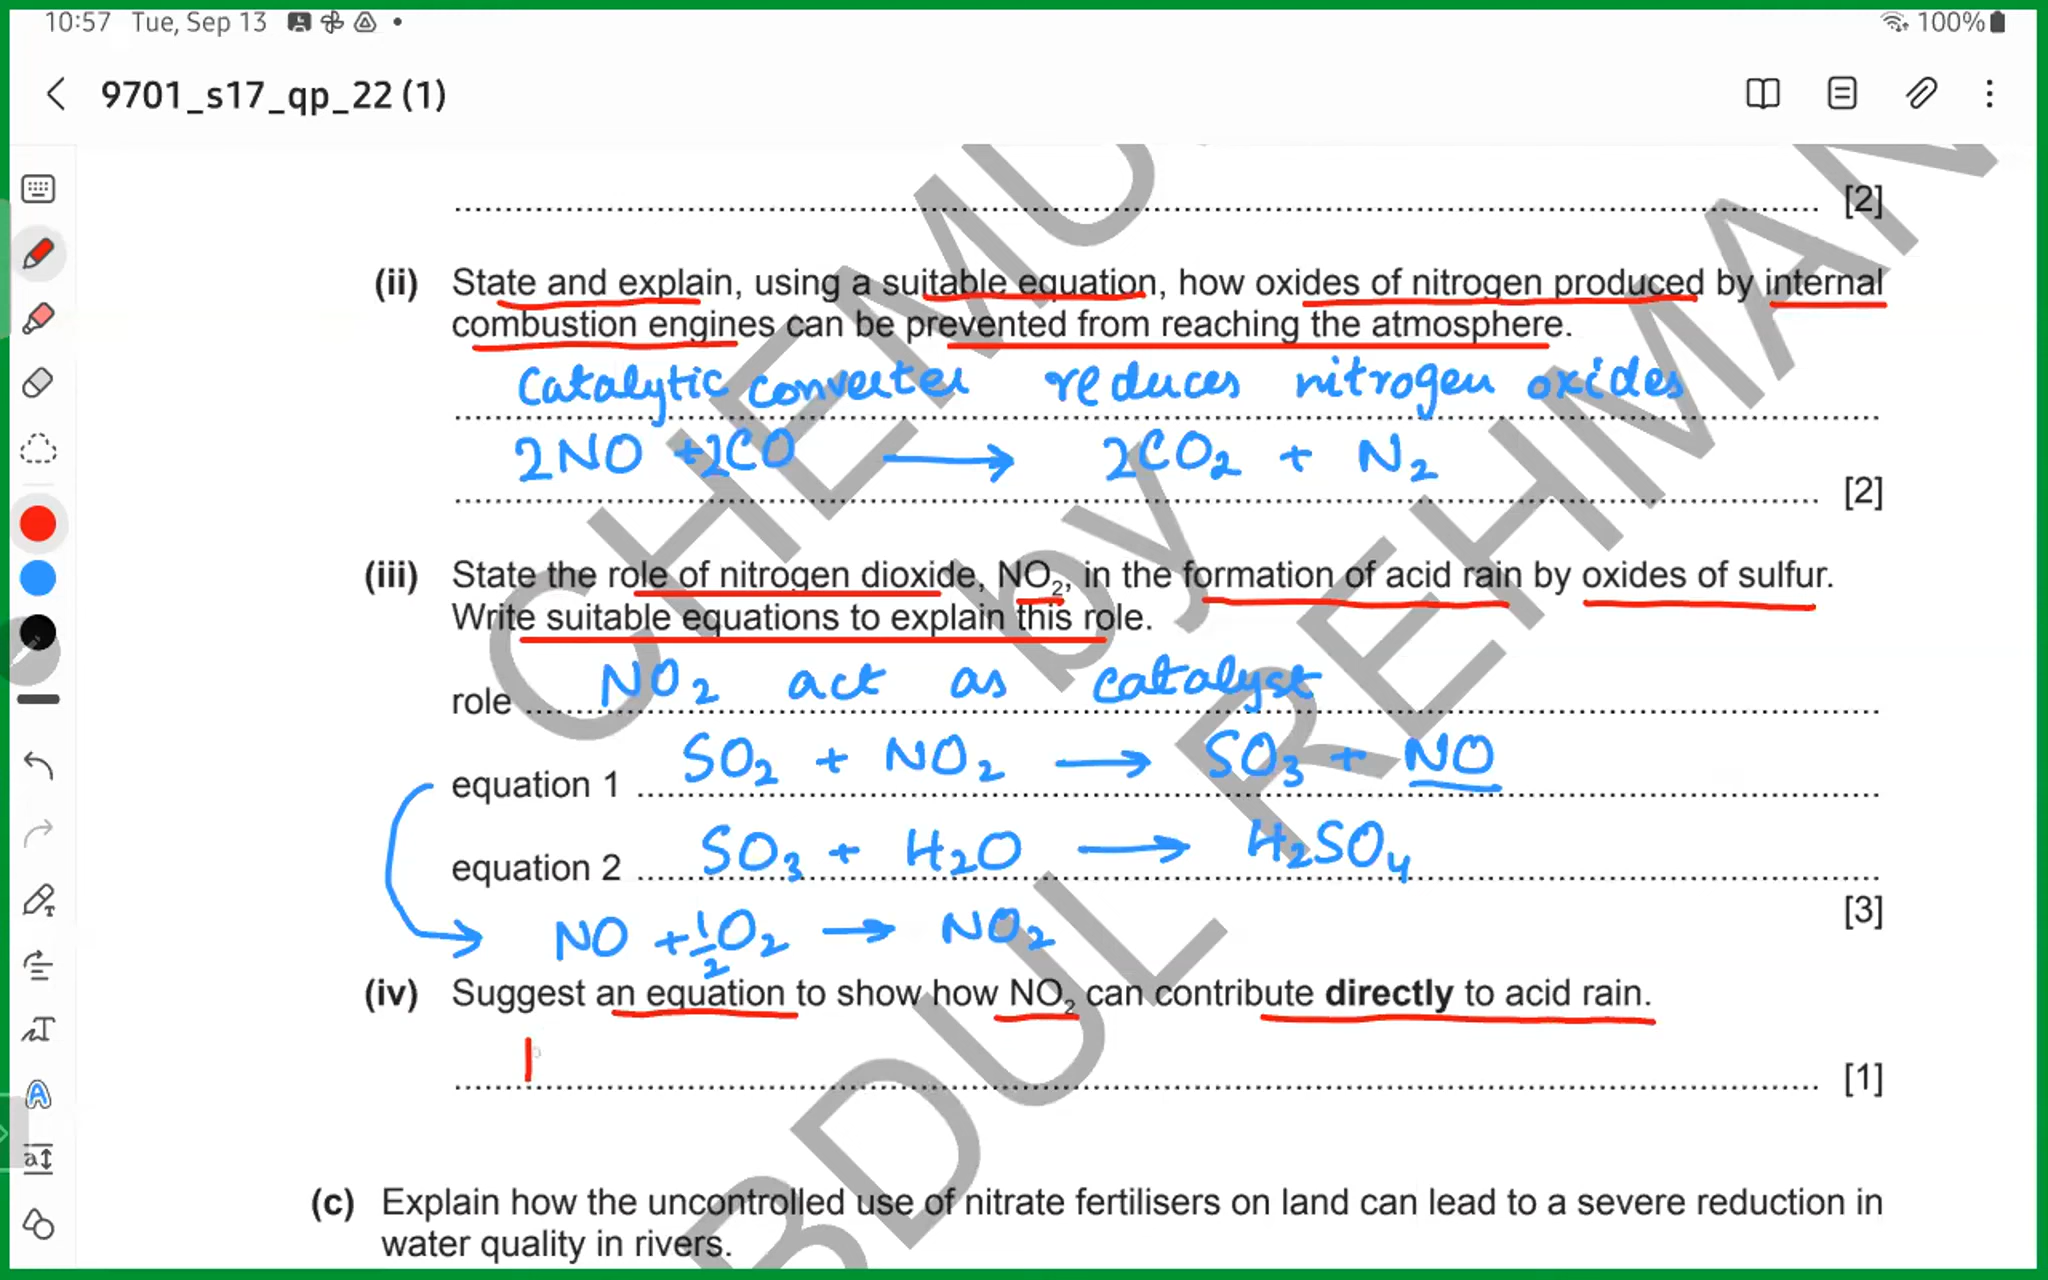 10:57 Tue, Sep 13
100%
9701_s17_qp_22 (1)
[2]
(ii) State and explain, using a suitable equation, how oxides of nitrogen produced by internal
combustion engines can be prevented from reaching the atmosphere.
Catalytic converter reduces nitrogen oxides
2NO + 2CO → 2CO₂ + N₂
[2]
(iii) State the role of nitrogen dioxide, NO₂, in the formation of acid rain by oxides of sulfur.
Write suitable equations to explain this role.
role NO₂ act as catalyst
equation 1 SO₂ + NO₂ → SO₃ + NO
equation 2 SO₃ + H₂O → H₂SO₄
[3]
NO + ½O₂ → NO₂
(iv) Suggest an equation to show how NO₂ can contribute directly to acid rain.
[1]
(c) Explain how the uncontrolled use of nitrate fertilisers on land can lead to a severe reduction in
water quality in rivers.
CHEMU
by
BDUL REHMAN